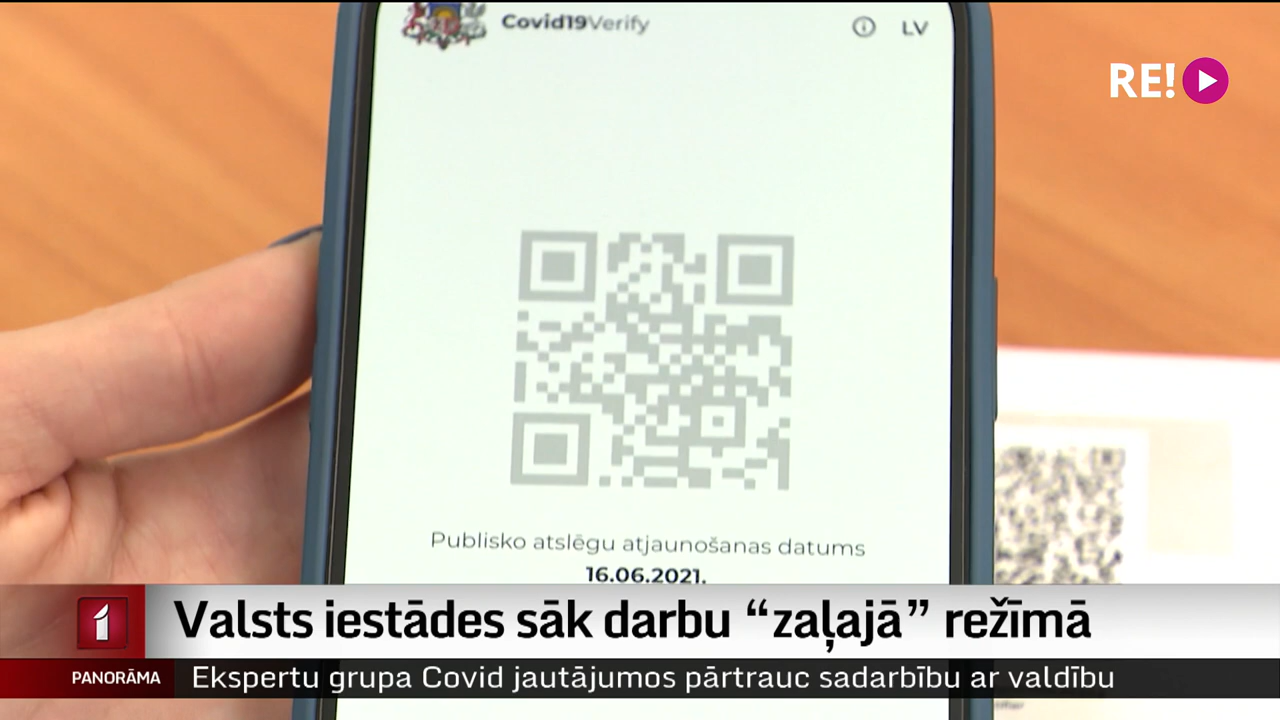 Covid19Verify
LV
RE!
Publisko atslēgu atjaunošanas datums
16.06.2021.
1
Valsts iestādes sāk darbu “zaļajā” režīmā
PANORĀMA
Ekspertu grupa Covid jautājumos pārtrauc sadarbību ar valdību